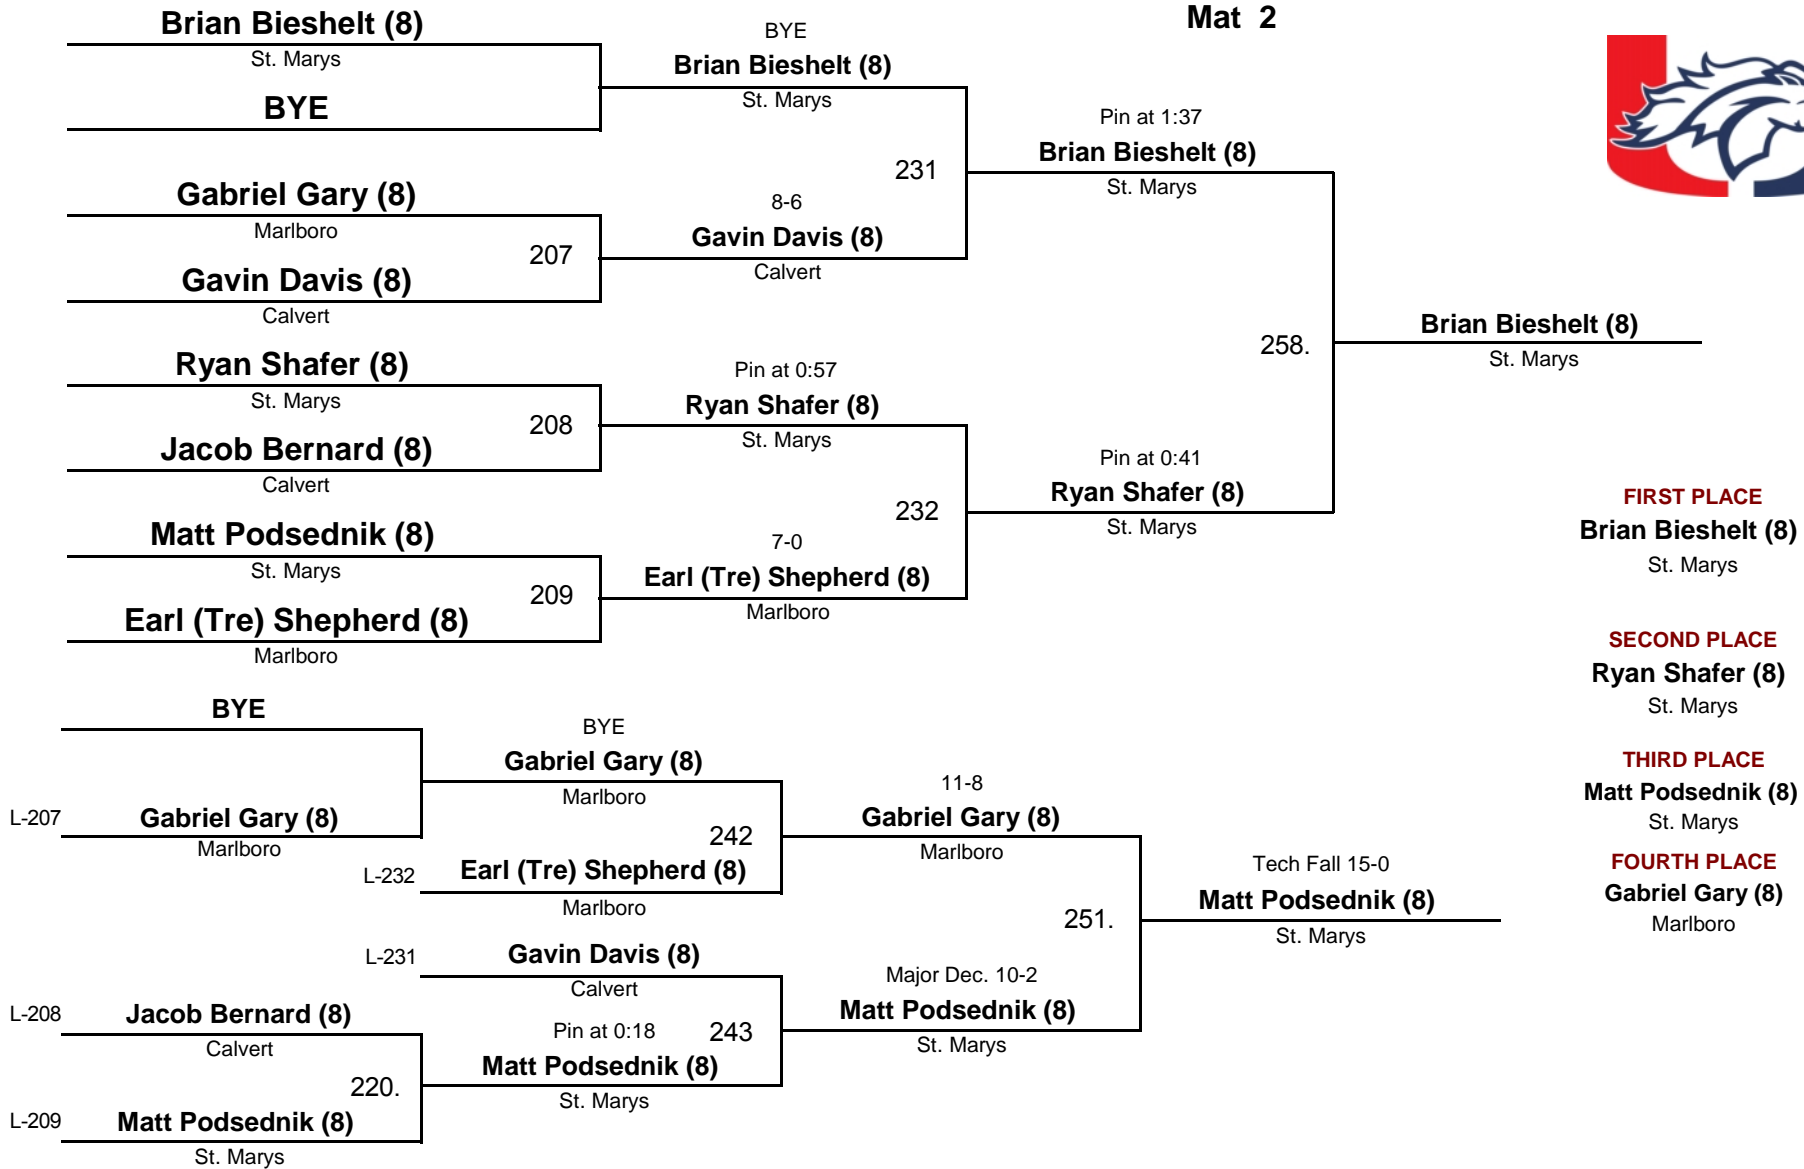 Mat 2
Brian Bieshelt (8)
St. Marys
BYE
Gabriel Gary (8)
Marlboro
207
Gavin Davis (8)
Calvert
Ryan Shafer (8)
St. Marys
208
Jacob Bernard (8)
Calvert
Matt Podsednik (8)
St. Marys
209
Earl (Tre) Shepherd (8)
Marlboro
BYE
Brian Bieshelt (8)
St. Marys
231
8-6
Gavin Davis (8)
Calvert
Pin at 0:57
Ryan Shafer (8)
St. Marys
232
7-0
Earl (Tre) Shepherd (8)
Marlboro
Pin at 1:37
Brian Bieshelt (8)
St. Marys
258.
Pin at 0:41
Ryan Shafer (8)
St. Marys
Brian Bieshelt (8)
St. Marys
FIRST PLACE
Brian Bieshelt (8)
St. Marys
SECOND PLACE
Ryan Shafer (8)
St. Marys
THIRD PLACE
Matt Podsednik (8)
St. Marys
FOURTH PLACE
Gabriel Gary (8)
Marlboro
BYE
L-207
Gabriel Gary (8)
Marlboro
L-208
Jacob Bernard (8)
Calvert
220.
L-209
Matt Podsednik (8)
St. Marys
BYE
Gabriel Gary (8)
Marlboro
242
L-232
Earl (Tre) Shepherd (8)
Marlboro
L-231
Gavin Davis (8)
Calvert
Pin at 0:18
243
Matt Podsednik (8)
St. Marys
11-8
Gabriel Gary (8)
Marlboro
251.
Major Dec. 10-2
Matt Podsednik (8)
St. Marys
Tech Fall 15-0
Matt Podsednik (8)
St. Marys